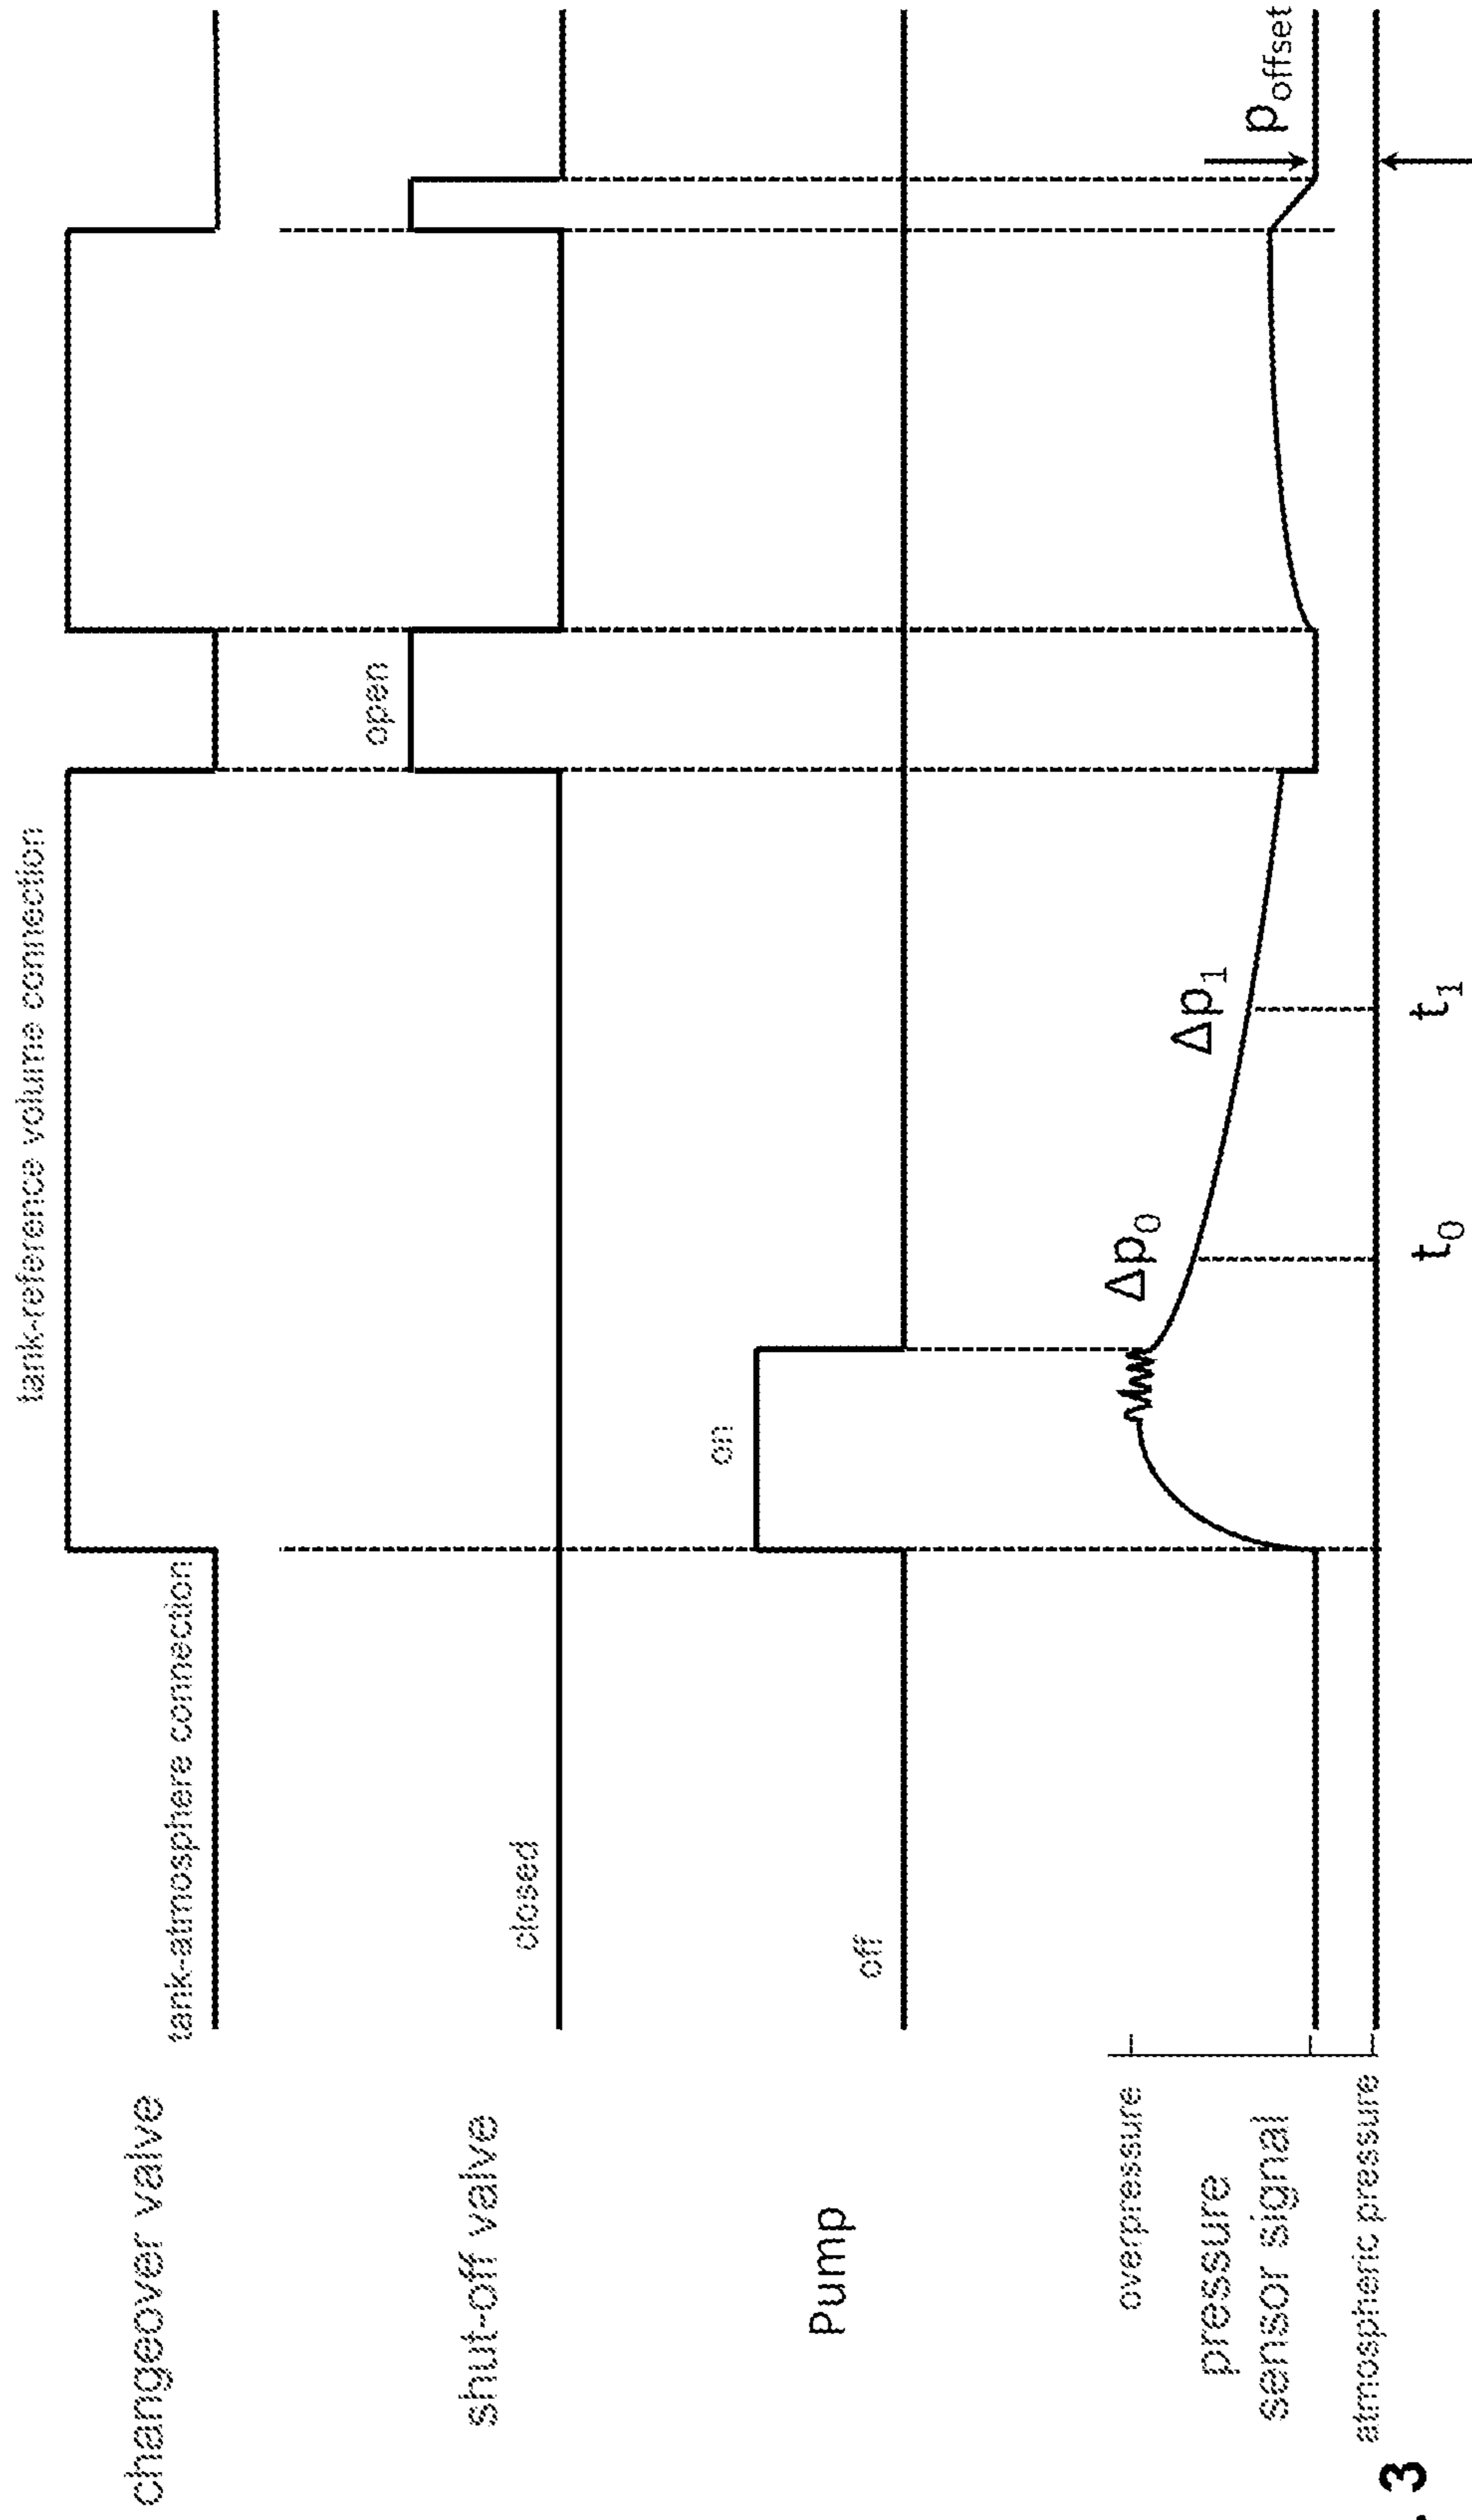 tank-reference volume connection
changeover valve
tank-atmosphere connection
open
shut-off valve
closed
on
Pump
off
overpressure
Δp0
Δp1
pressure
sensor signal
poffset
atmospheric pressure
t0
t1
. 3